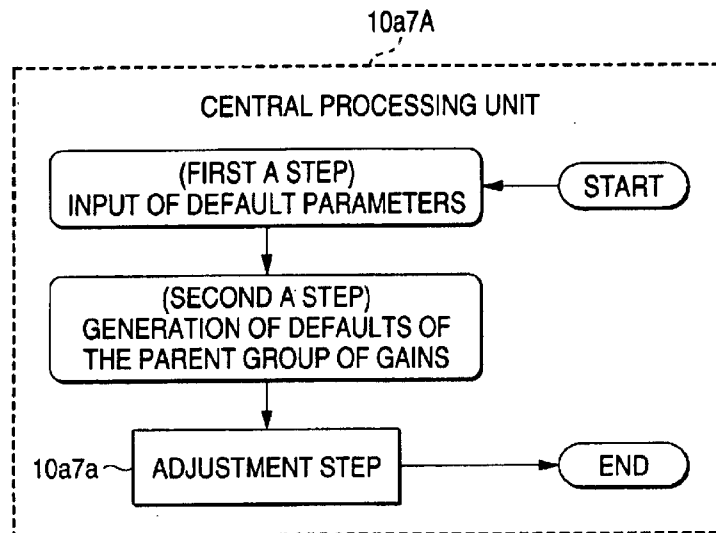 10a7A
CENTRAL PROCESSING UNIT
(FIRST A STEP)
INPUT OF DEFAULT PARAMETERS
START
(SECOND A STEP)
GENERATION OF DEFAULTS OF
THE PARENT GROUP OF GAINS
10a7a
ADJUSTMENT STEP
END